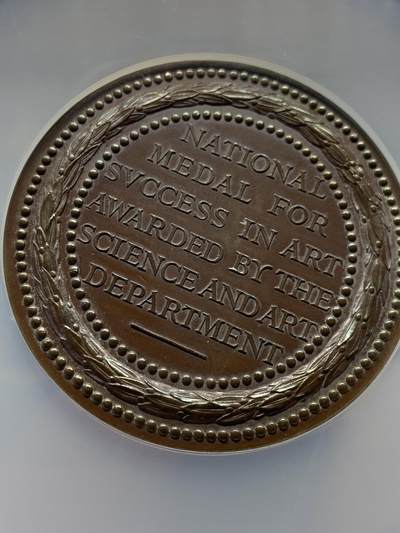 NATIONAL
MEDAL FOR
SVCCESS IN ART
AWARDED BY THE
SCIENCE AND ART
DEPARTMENT